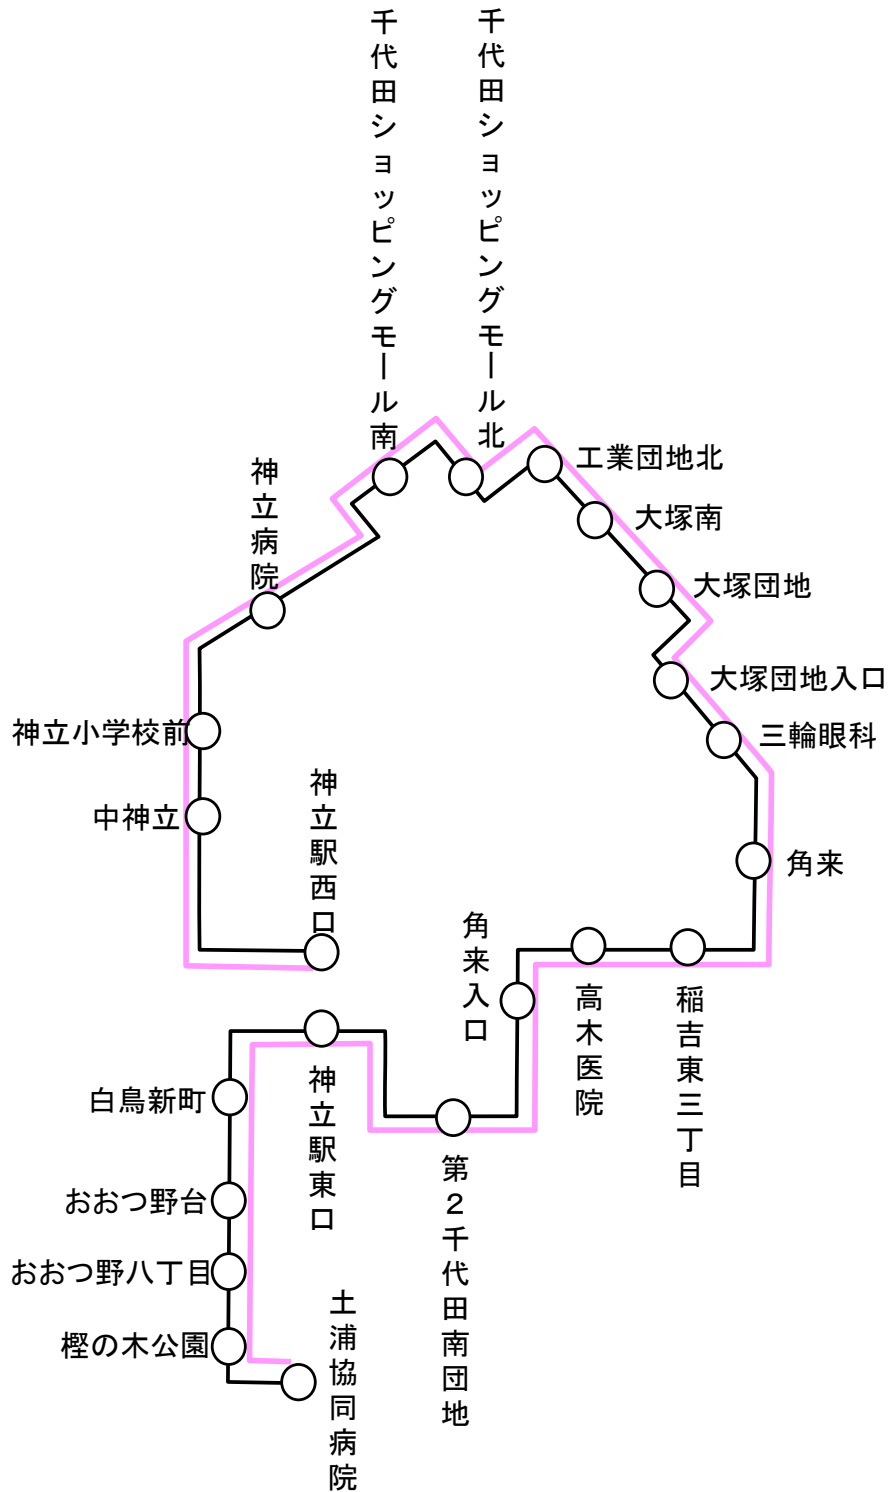 千代田ショッピングモール南
千代田ショッピングモール北
工業団地北
神立病院
大塚南
大塚団地
大塚団地入口
神立小学校前
三輪眼科
神立駅西口
中神立
角来
角来入口
高木医院
稲吉東三丁目
神立駅東口
白鳥新町
第２千代田南団地
おおつ野台
おおつ野八丁目
土浦協同病院
樫の木公園